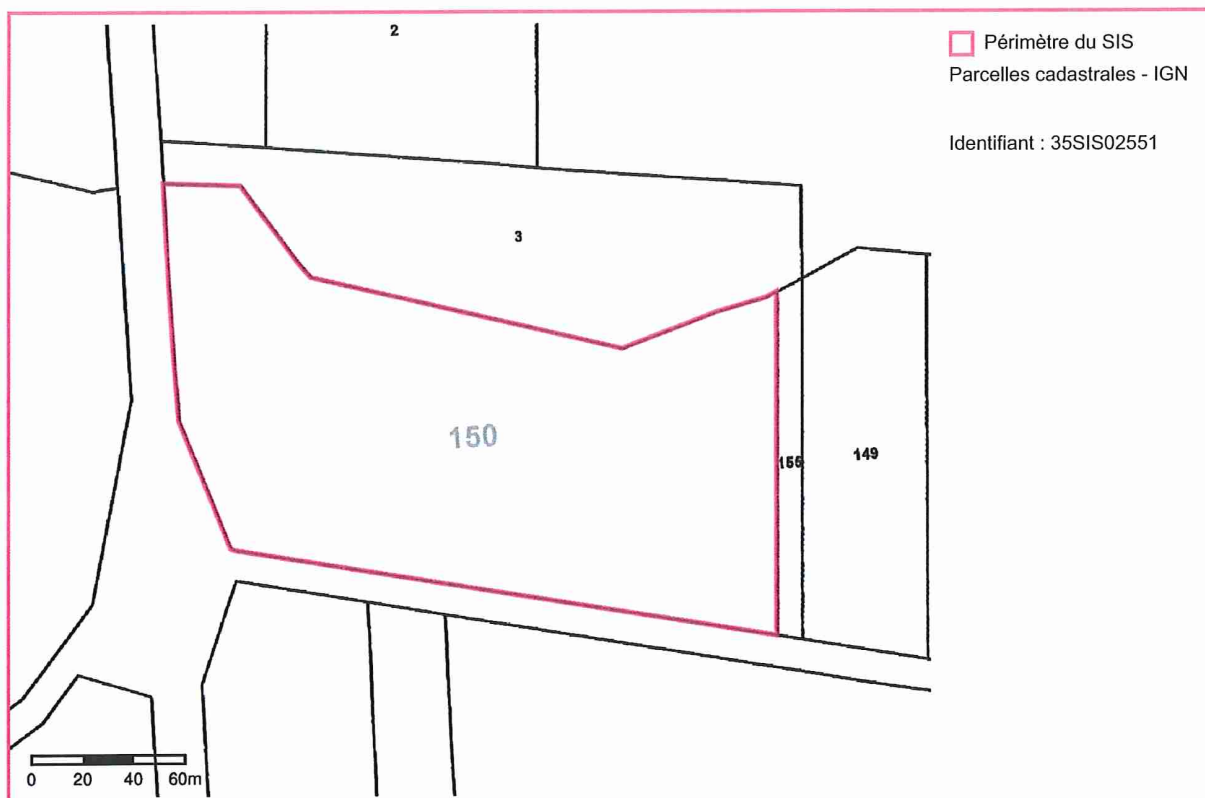 2
Périmètre du SIS
Parcelles cadastrales - IGN
Identifiant : 35SIS02551
3
150
149
0 20 40 60m